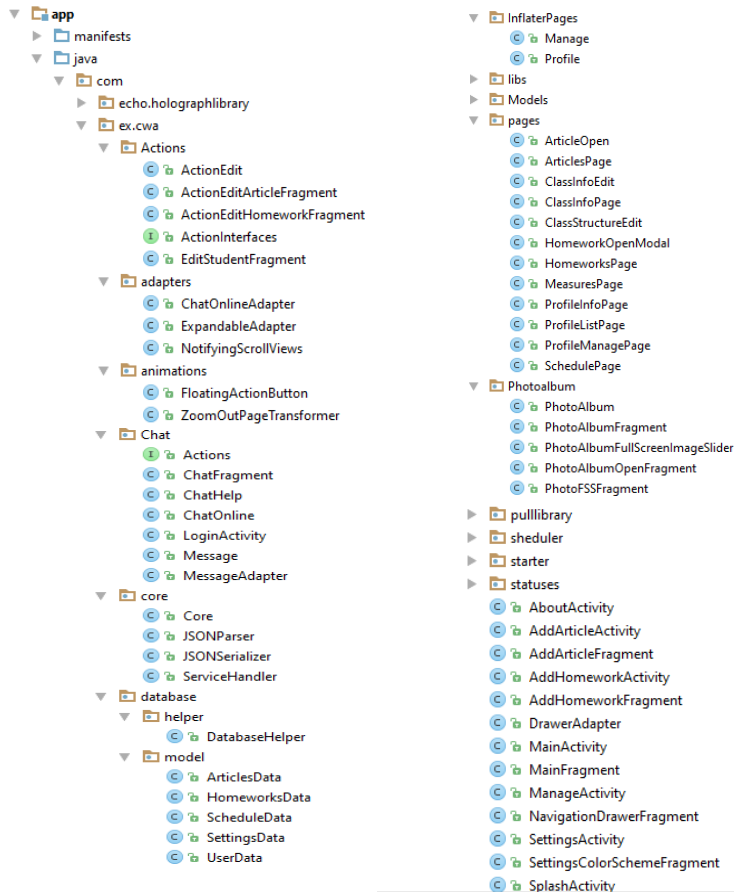 app
manifests
java
com
echo.holographlibrary
ex.cwa
Actions
ActionEdit
ActionEditArticleFragment
ActionEditHomeworkFragment
ActionInterfaces
EditStudentFragment
adapters
ChatOnlineAdapter
ExpandableAdapter
NotifyingScrollViews
animations
FloatingActionButton
ZoomOutPageTransformer
Chat
Actions
ChatFragment
ChatHelp
ChatOnline
LoginActivity
Message
MessageAdapter
core
Core
JSONParser
JSONSerializer
ServiceHandler
database
helper
DatabaseHelper
model
ArticlesData
HomeworksData
ScheduleData
SettingsData
UserData
InflaterPages
Manage
Profile
libs
Models
pages
ArticleOpen
ArticlesPage
ClassInfoEdit
ClassInfoPage
ClassStructureEdit
HomeworkOpenModal
HomeworksPage
MeasuresPage
ProfileInfoPage
ProfileListPage
ProfileManagePage
SchedulePage
Photoalbum
PhotoAlbum
PhotoAlbumFragment
PhotoAlbumFullScreenImageSlider
PhotoAlbumOpenFragment
PhotoFSSFragment
pulllibrary
sheduler
starter
statuses
AboutActivity
AddArticleActivity
AddArticleFragment
AddHomeworkActivity
AddHomeworkFragment
DrawerAdapter
MainActivity
MainFragment
ManageActivity
NavigationDrawerFragment
SettingsActivity
SettingsColorSchemeFragment
SplashActivity